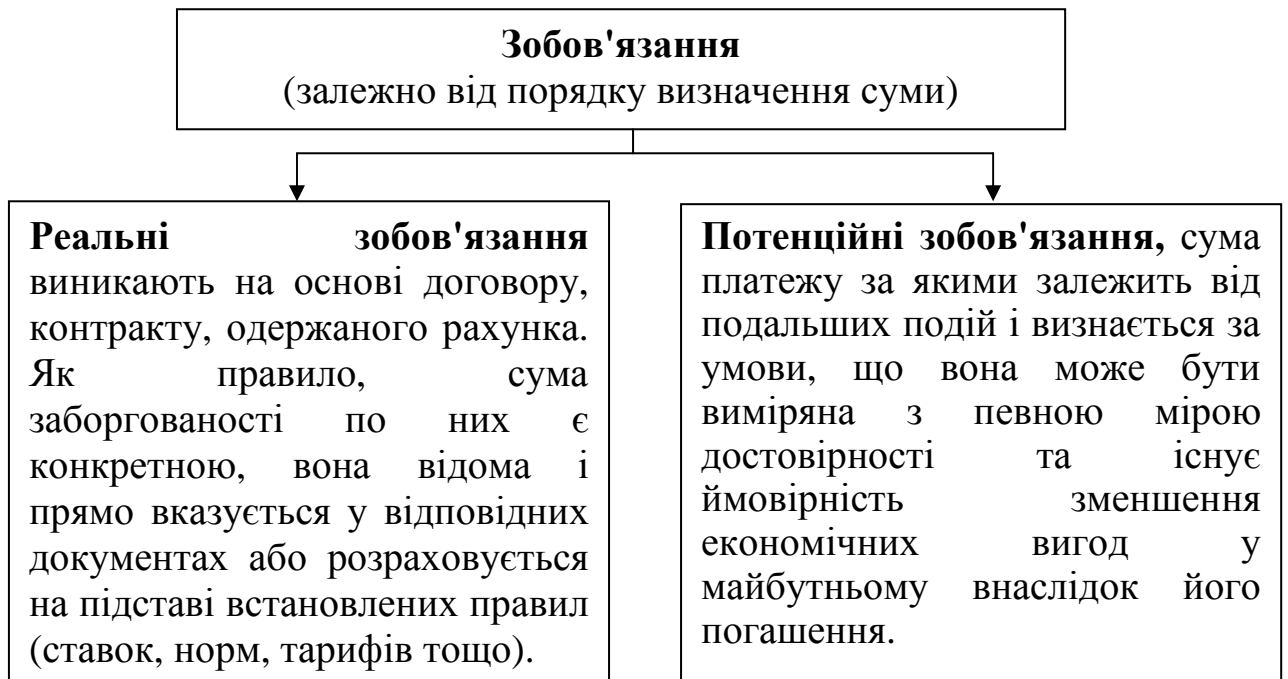 Зобов'язання
(залежно від порядку визначення суми)
Реальні зобов'язання
виникають на основі договору,
контракту, одержаного рахунка.
Як правило, сума
заборгованості по них є
конкретною, вона відома і
прямо вказується у відповідних
документах або розраховується
на підставі встановлених правил
(ставок, норм, тарифів тощо).
Потенційні зобов'язання, сума
платежу за якими залежить від
подальших подій і визнається за
умови, що вона може бути
виміряна з певною мірою
достовірності та існує
ймовірність зменшення
економічних вигод у
майбутньому внаслідок його
погашення.